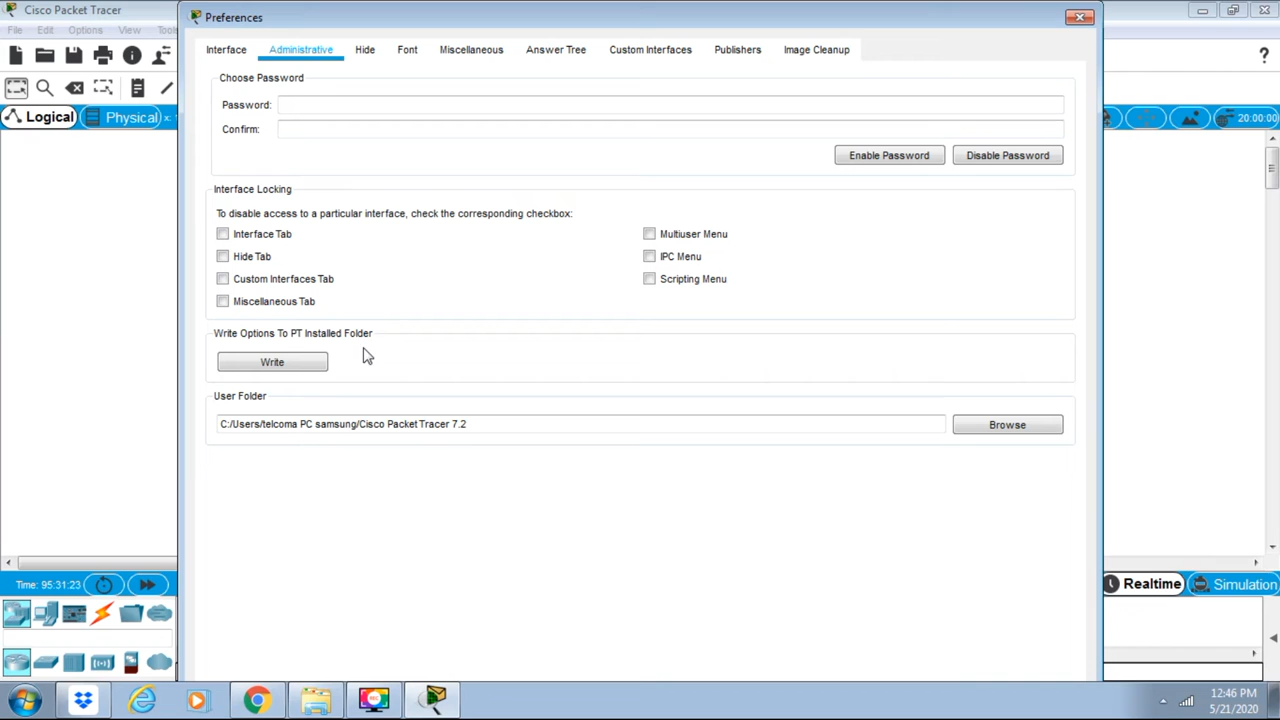 Cisco Packet Tracer
Preferences
File Edit Options View Tools
Interface Administrative Hide Font Miscellaneous Answer Tree Custom Interfaces Publishers Image Cleanup
Choose Password
Password:
Confirm:
Enable Password Disable Password
Logical Physical
20:00:00
Interface Locking
To disable access to a particular interface, check the corresponding checkbox:
Interface Tab Multiuser Menu
Hide Tab IPC Menu
Custom Interfaces Tab Scripting Menu
Miscellaneous Tab
Write Options To PT Installed Folder
Write
User Folder
C:/Users/telcoma PC samsung/Cisco Packet Tracer 7.2 Browse
Time: 95:31:23
Realtime Simulation
12:46 PM
5/21/2020